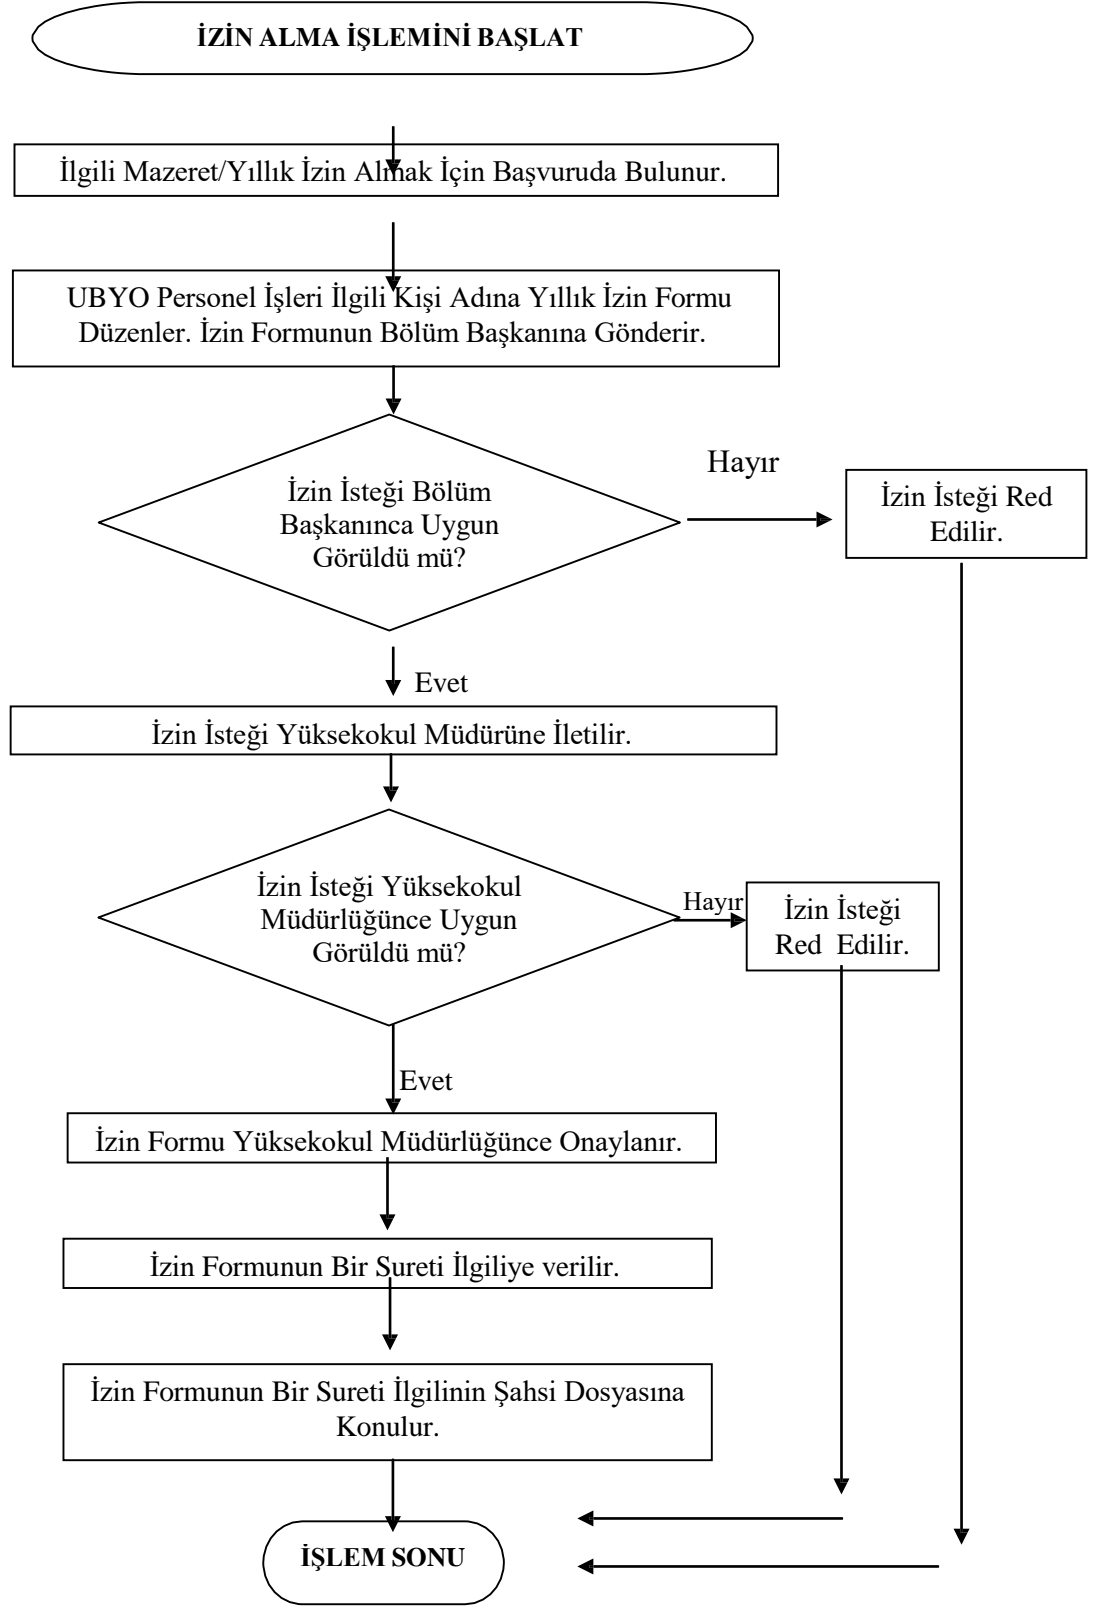 İZİN ALMA İŞLEMİNİ BAŞLAT
İlgili Mazeret/Yıllık İzin Almak İçin Başvuruda Bulunur.
UBYO Personel İşleri İlgili Kişi Adına Yıllık İzin Formu
Düzenler. İzin Formunun Bölüm Başkanına Gönderir.
İzin İsteği Bölüm
Başkanınca Uygun
Görüldü mü?
Hayır
İzin İsteği Red
Edilir.
Evet
İzin İsteği Yüksekokul Müdürüne İletilir.
İzin İsteği Yüksekokul
Müdürlüğünce Uygun
Görüldü mü?
Hayır
İzin İsteği
Red  Edilir.
Evet
İzin Formu Yüksekokul Müdürlüğünce Onaylanır.
İzin Formunun Bir Sureti İlgiliye verilir.
İzin Formunun Bir Sureti İlgilinin Şahsi Dosyasına
Konulur.
İŞLEM SONU